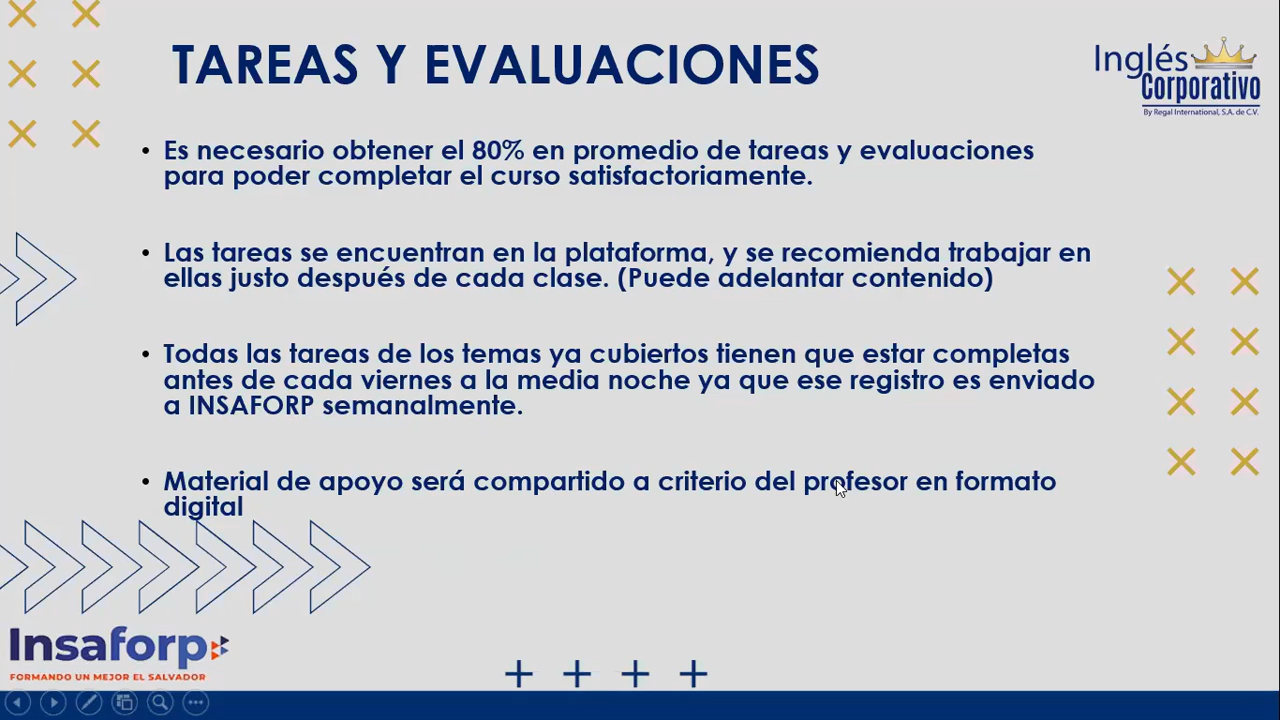 TAREAS Y EVALUACIONES
Inglés
Corporativo
By Regal International, S.A. de C.V.
• Es necesario obtener el 80% en promedio de tareas y evaluaciones
para poder completar el curso satisfactoriamente.
• Las tareas se encuentran en la plataforma, y se recomienda trabajar en
ellas justo después de cada clase. (Puede adelantar contenido)
• Todas las tareas de los temas ya cubiertos tienen que estar completas
antes de cada viernes a la media noche ya que ese registro es enviado
a INSAFORP semanalmente.
• Material de apoyo será compartido a criterio del profesor en formato
digital
Insaforp
FORMANDO UN MEJOR EL SALVADOR